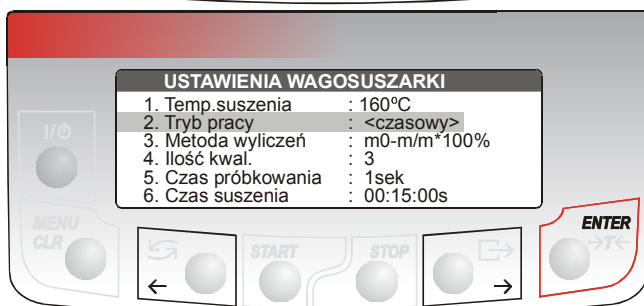 USTAWIENIA WAGOSUSZARKI
1. Temp.suszenia : 160ºC
2. Tryb pracy : <czasowy>
3. Metoda wyliczeń : m0-m/m*100%
4. Ilość kwal. : 3
5. Czas próbkowania : 1sek
6. Czas suszenia : 00:15:00s
I/⏻
MENU
CLR
START
STOP
ENTER
→T←